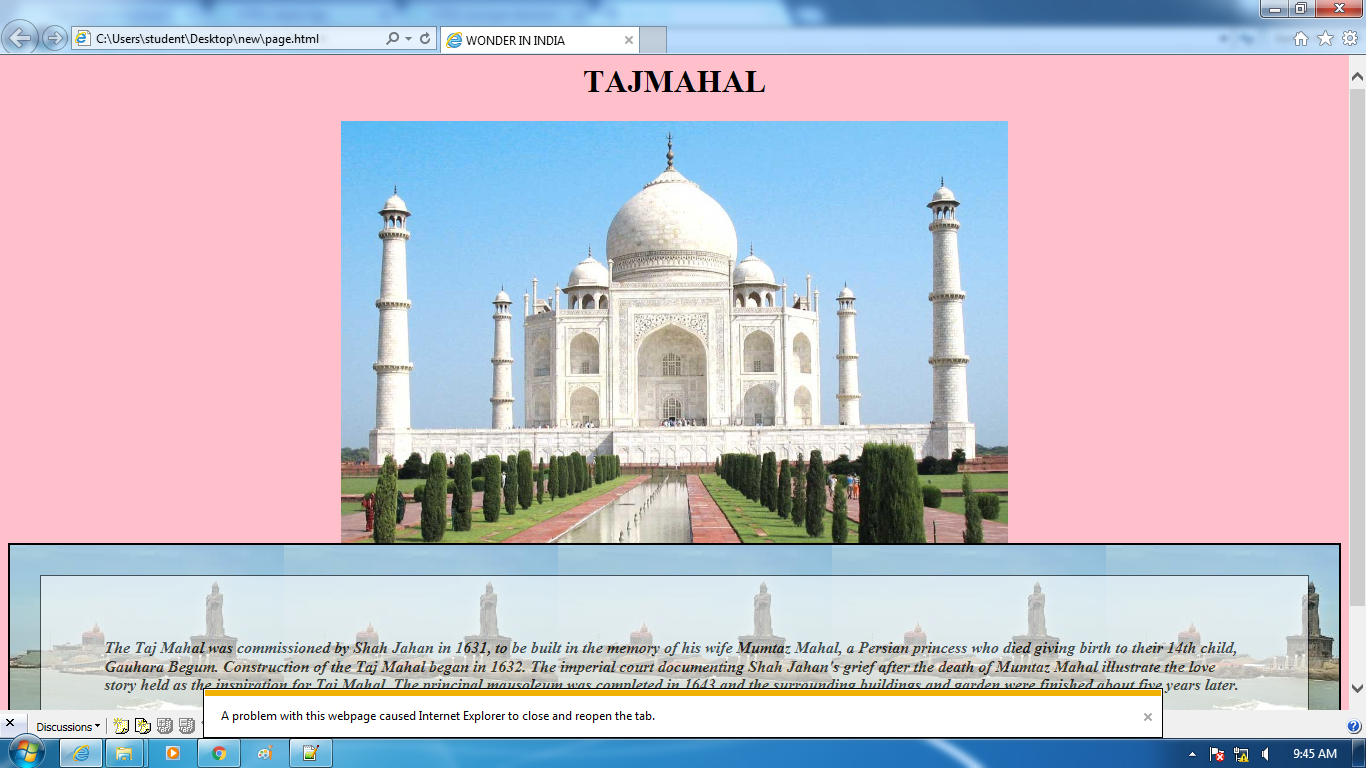 C:\Users\student\Desktop\new\page.html
WONDER IN INDIA
TAJMAHAL
The Taj Mahal was commissioned by Shah Jahan in 1631, to be built in the memory of his wife Mumtaz Mahal, a Persian princess who died giving birth to their 14th child,
Gauhara Begum. Construction of the Taj Mahal began in 1632. The imperial court documenting Shah Jahan's grief after the death of Mumtaz Mahal illustrate the love
story held as the inspiration for Taj Mahal. The principal mausoleum was completed in 1643 and the surrounding buildings and garden were finished about five years later.
Discussions
A problem with this webpage caused Internet Explorer to close and reopen the tab.
9:45 AM